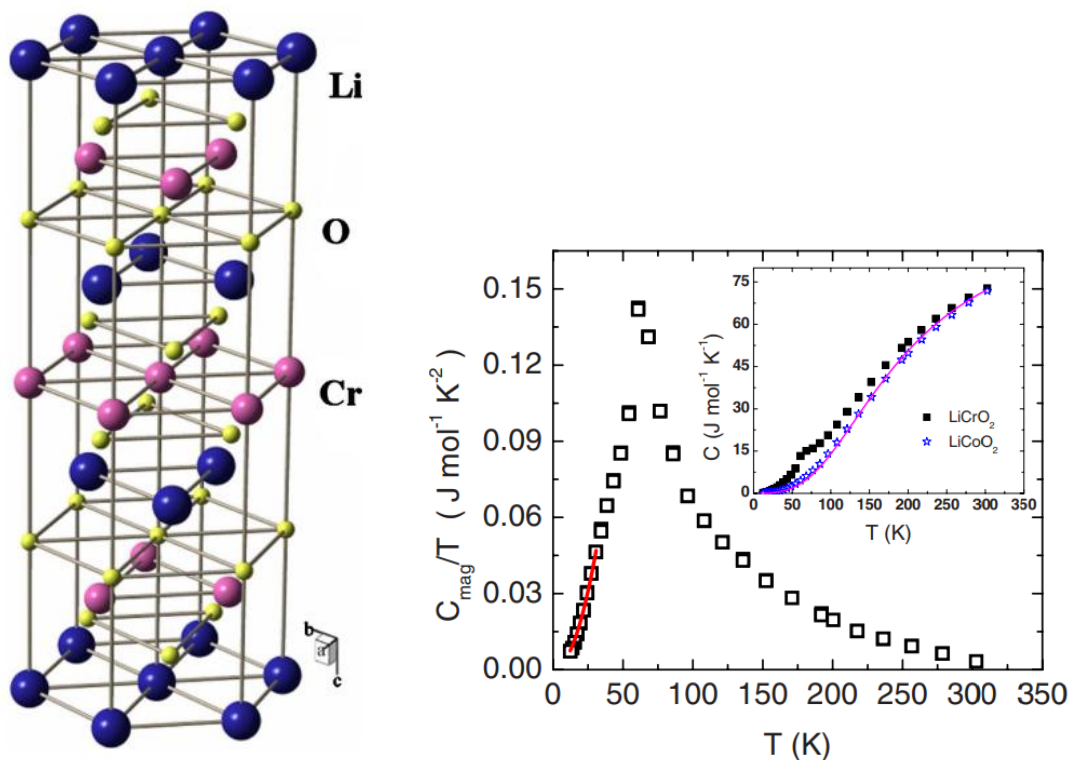 Li
O
Cr
b
a
c
C_mag/T ( J mol⁻¹ K⁻² )
0.15
0.12
0.09
0.06
0.03
0.00
0 50 100 150 200 250 300 350
T (K)
C (J mol⁻¹ K⁻¹)
75
60
45
30
15
0
0 50 100 150 200 250 300 350
T (K)
LiCrO₂
LiCoO₂